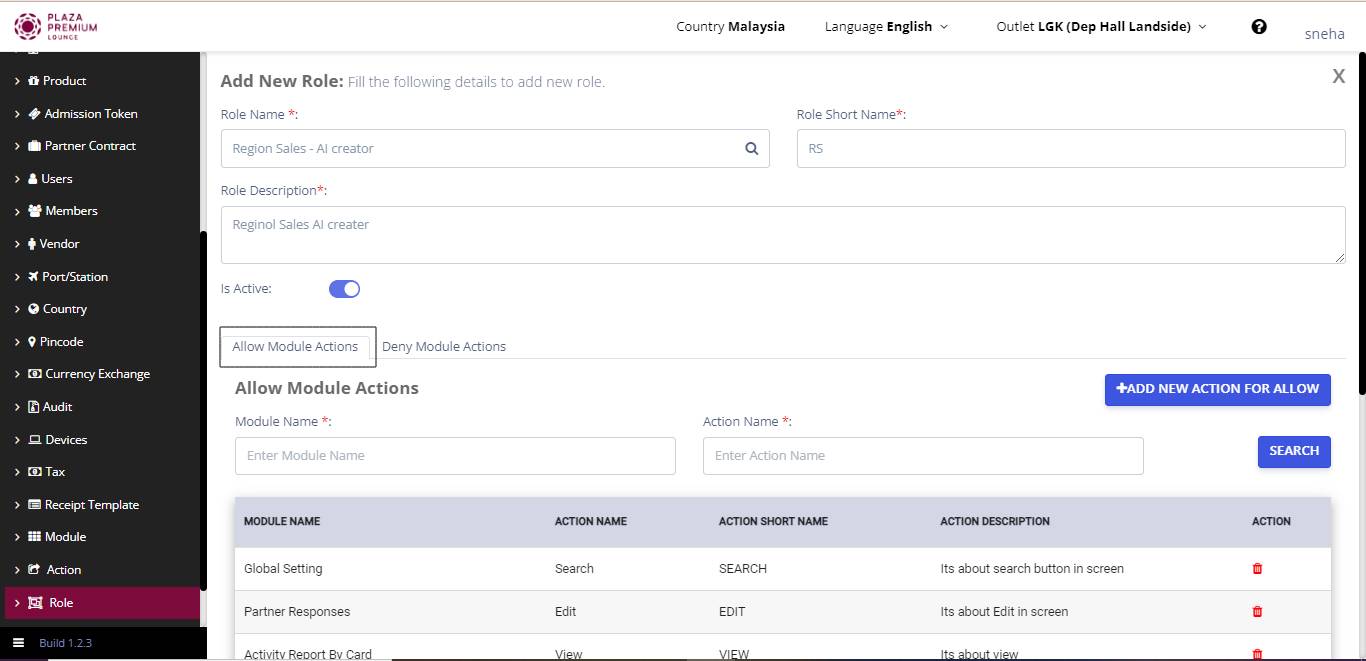 PLAZA
PREMIUM
LOUNGE
Country Malaysia
Language English
Outlet LGK (Dep Hall Landside)
sneha
Product
Admission Token
Partner Contract
Users
Members
Vendor
Port/Station
Country
Pincode
Currency Exchange
Audit
Devices
Tax
Receipt Template
Module
Action
Role
Build 1.2.3
Add New Role: Fill the following details to add new role.
X
Role Name *:
Role Short Name*:
Region Sales - AI creator
RS
Role Description*:
Reginol Sales AI creater
Is Active:
Allow Module Actions
Deny Module Actions
Allow Module Actions
+ADD NEW ACTION FOR ALLOW
Module Name *:
Action Name *:
Enter Module Name
Enter Action Name
SEARCH
MODULE NAME ACTION NAME ACTION SHORT NAME ACTION DESCRIPTION ACTION
Global Setting Search SEARCH Its about search button in screen
Partner Responses Edit EDIT Its about Edit in screen
Activity Report By Card View VIEW Its about view